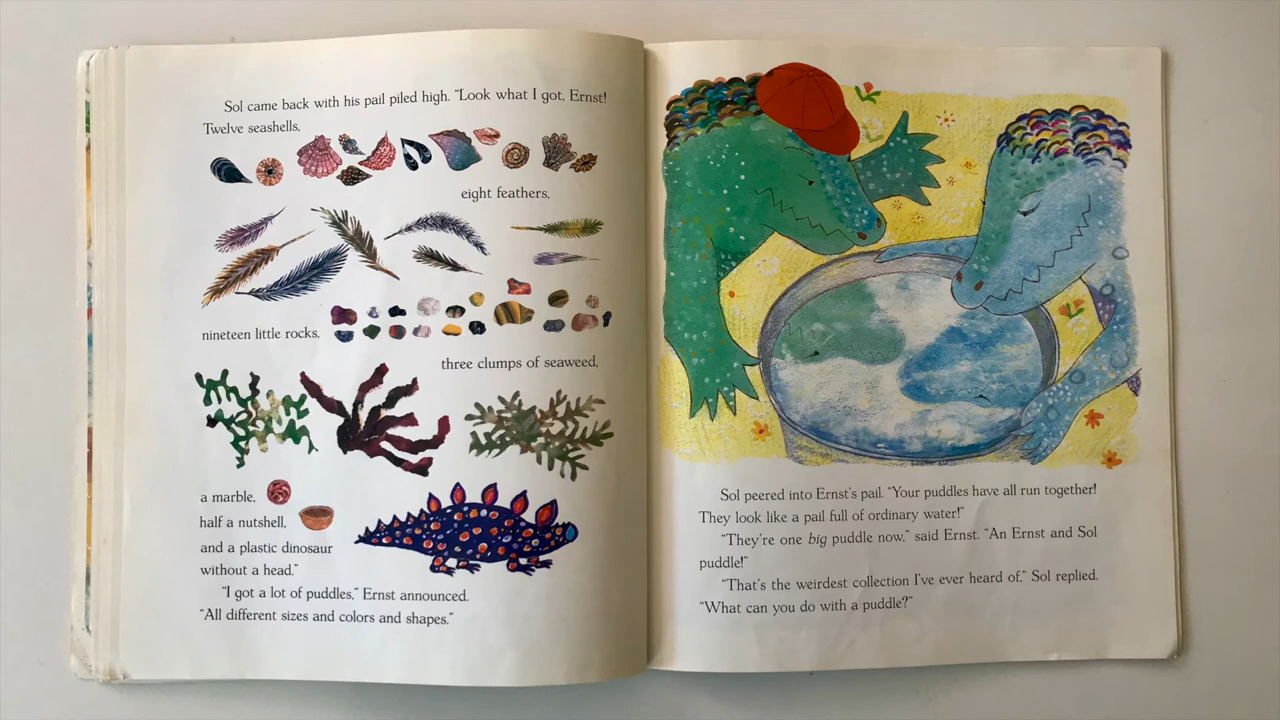 Sol came back with his pail piled high. "Look what I got, Ernst!
Twelve seashells,
eight feathers,
nineteen little rocks,
three clumps of seaweed,
a marble,
half a nutshell,
and a plastic dinosaur
without a head."
"I got a lot of puddles," Ernst announced.
"All different sizes and colors and shapes."
Sol peered into Ernst's pail. "Your puddles have all run together!
They look like a pail full of ordinary water!"
"They're one big puddle now," said Ernst. "An Ernst and Sol
puddle!"
"That's the weirdest collection I've ever heard of," Sol replied.
"What can you do with a puddle?"